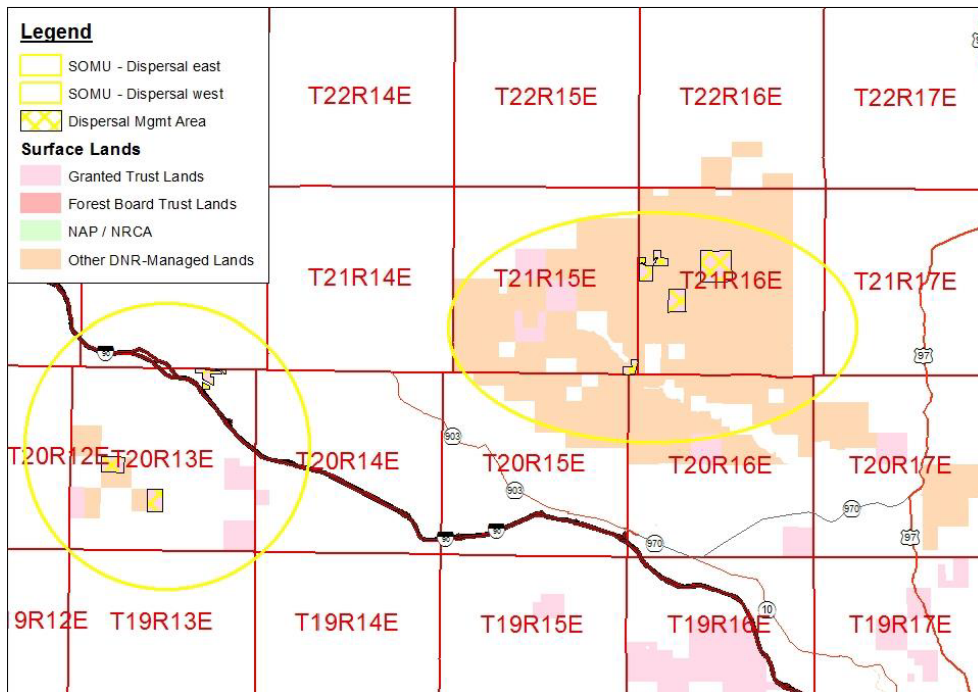 Legend
SOMU - Dispersal east
SOMU - Dispersal west
Dispersal Mgmt Area
Surface Lands
Granted Trust Lands
Forest Board Trust Lands
NAP / NRCA
Other DNR-Managed Lands
T22R14E
T22R15E
T22R16E
T22R17E
T21R14E
T21R15E
T21R16E
T21R17E
90
97
903
T20R12E
T20R13E
T20R14E
T20R15E
T20R16E
T20R17E
903
970
90
90
970
97
10
19R12E
T19R13E
T19R14E
T19R15E
T19R16E
T19R17E